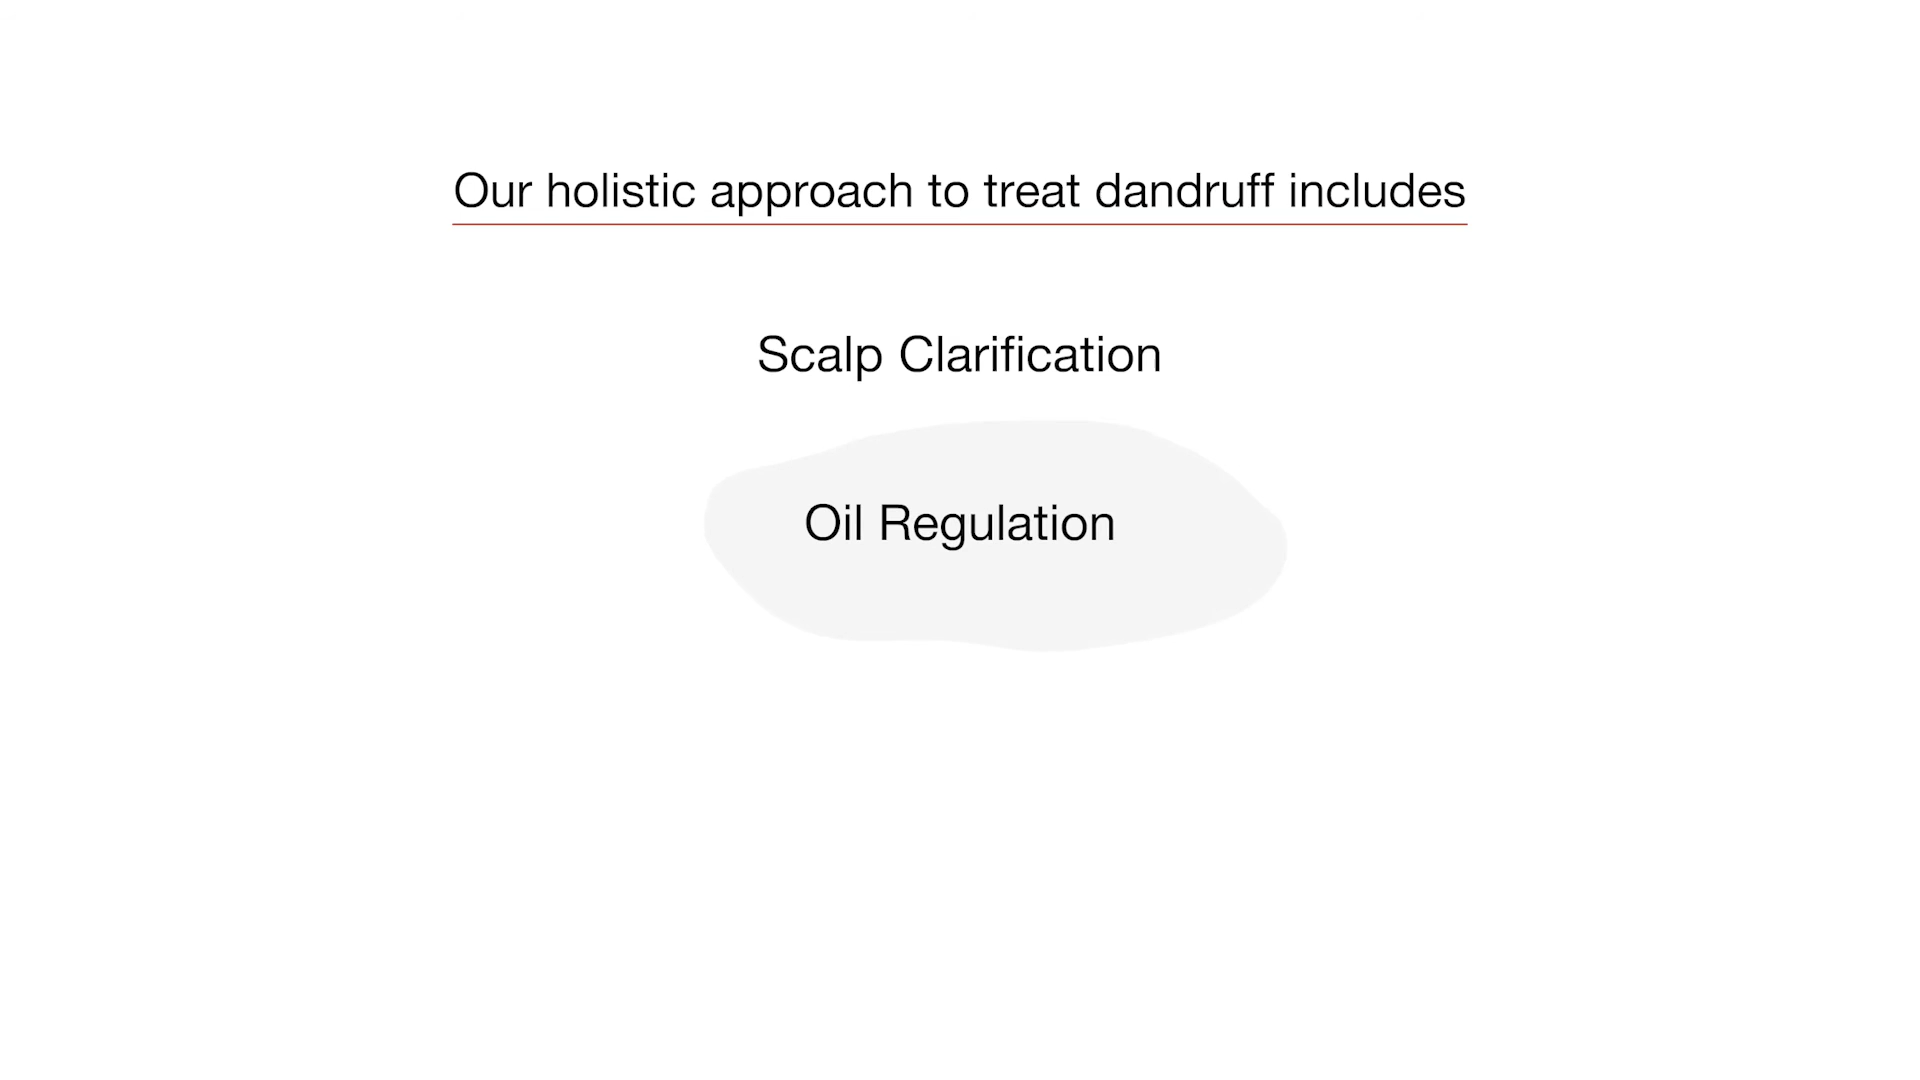 Our holistic approach to treat dandruff includes
Scalp Clarification
Oil Regulation